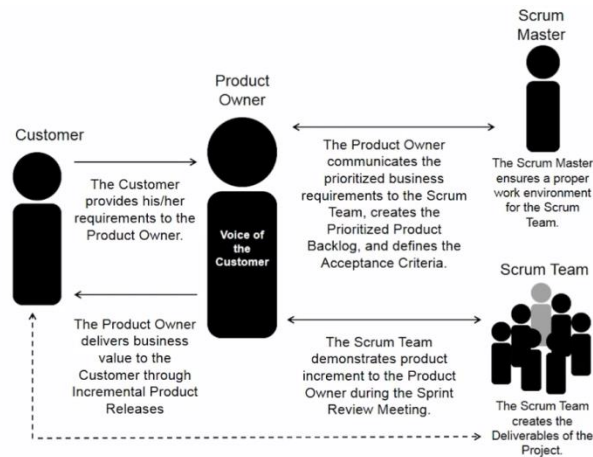 Scrum
Master
Product
Owner
Customer
The Customer
provides his/her
requirements to the
Product Owner.
Voice of
the
Customer
The Product Owner
communicates the
prioritized business
requirements to the Scrum
Team, creates the
Prioritized Product
Backlog, and defines the
Acceptance Criteria.
The Scrum Master
ensures a proper
work environment
for the Scrum
Team.
Scrum Team
The Product Owner
delivers business
value to the
Customer through
Incremental Product
Releases
The Scrum Team
demonstrates product
increment to the Product
Owner during the Sprint
Review Meeting.
The Scrum Team
creates the
Deliverables of the
Project.